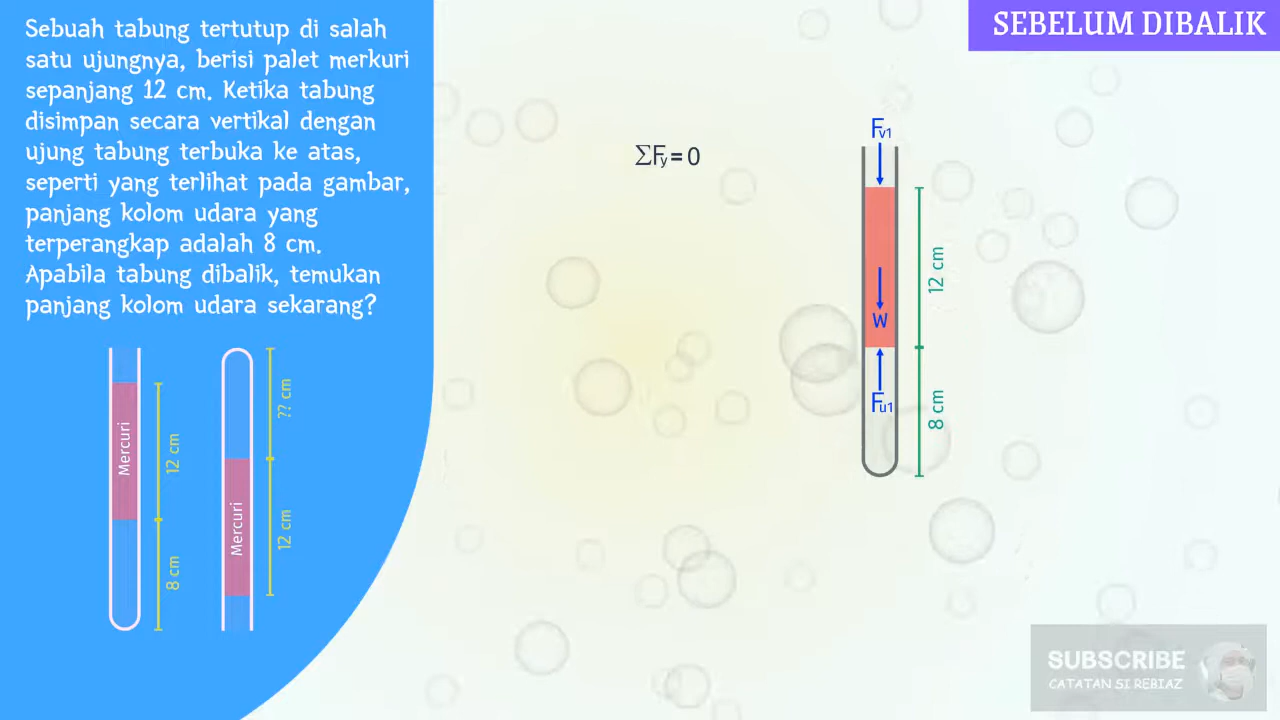 Sebuah tabung tertutup di salah
satu ujungnya, berisi palet merkuri
sepanjang 12 cm. Ketika tabung
disimpan secara vertikal dengan
ujung tabung terbuka ke atas,
seperti yang terlihat pada gambar,
panjang kolom udara yang
terperangkap adalah 8 cm.
Apabila tabung dibalik, temukan
panjang kolom udara sekarang?
Mercuri
12 cm
8 cm
?? cm
Mercuri
12 cm
SEBELUM DIBALIK
ΣFy = 0
Fv1
W
Fu1
12 cm
8 cm
SUBSCRIBE
CATATAN SI REBIAZ